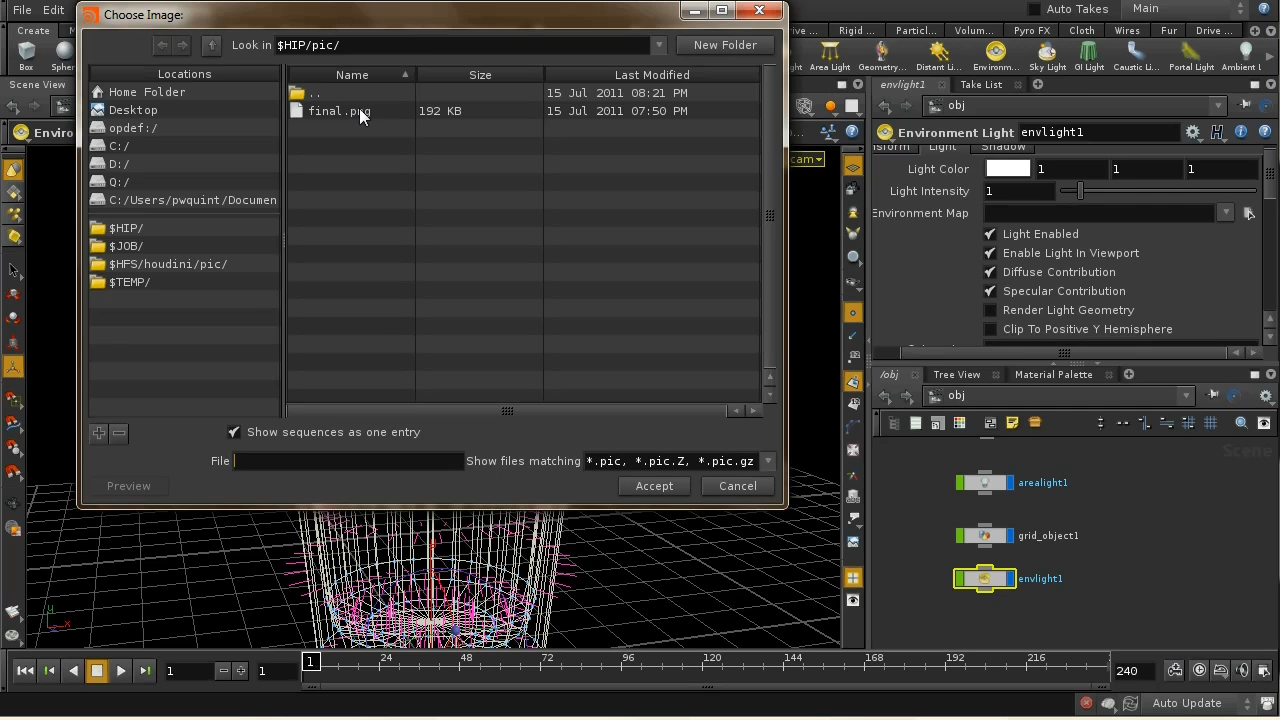 File
Edit
Choose Image:
Auto Takes
Main
Create
Rigid ...
Particl...
Volum...
Pyro FX
Cloth
Wires
Fur
Drive ...
Box
Area Light
Geometry...
Distant Li...
Environm...
Sky Light
GI Light
Caustic Li...
Portal Light
Ambient L
Look in
$HIP/pic/
New Folder
Locations
Name
Size
Last Modified
Home Folder
Desktop
opdef:/
C:/
D:/
Q:/
C:/Users/pwquint/Documen
$HIP/
$JOB/
$HFS/houdini/pic/
$TEMP/
..
15 Jul 2011 08:21 PM
final.png
192 KB
15 Jul 2011 07:50 PM
Show sequences as one entry
File
Show files matching
*.pic, *.pic.Z, *.pic.gz
Preview
Accept
Cancel
Scene View
Enviro
cam
envlight1
Take List
obj
Environment Light
envlight1
Light
Shadow
Light Color
1
1
1
Light Intensity
1
Environment Map
Light Enabled
Enable Light In Viewport
Diffuse Contribution
Specular Contribution
Render Light Geometry
Clip To Positive Y Hemisphere
/obj
Tree View
Material Palette
obj
Scene
arealight1
grid_object1
envlight1
1
1
1
24
48
72
96
120
144
168
192
216
240
Auto Update